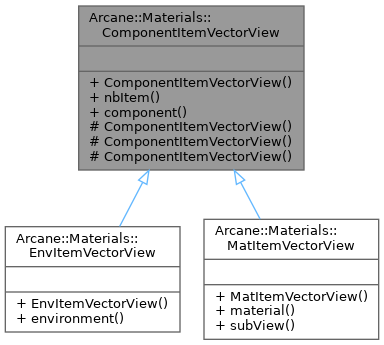 Arcane::Materials::
ComponentItemVectorView
+ ComponentItemVectorView()
+ nbItem()
+ component()
# ComponentItemVectorView()
# ComponentItemVectorView()
# ComponentItemVectorView()
Arcane::Materials::
EnvItemVectorView
+ EnvItemVectorView()
+ environment()
Arcane::Materials::
MatItemVectorView
+ MatItemVectorView()
+ material()
+ subView()